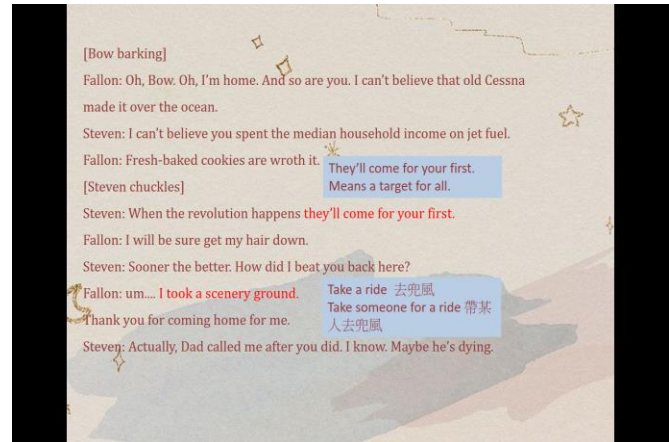 [Bow barking]
Fallon: Oh, Bow. Oh, I'm home. And so are you. I can't believe that old Cessna
made it over the ocean.
Steven: I can't believe you spent the median household income on jet fuel.
Fallon: Fresh-baked cookies are wroth it.
They'll come for your first.
Means a target for all.
[Steven chuckles]
Steven: When the revolution happens they'll come for your first.
Fallon: I will be sure get my hair down.
Steven: Sooner the better. How did I beat you back here?
Fallon: um.... I took a scenery ground.
Take a ride 去兜風
Take someone for a ride 帶某
人去兜風
Thank you for coming home for me.
Steven: Actually, Dad called me after you did. I know. Maybe he's dying.